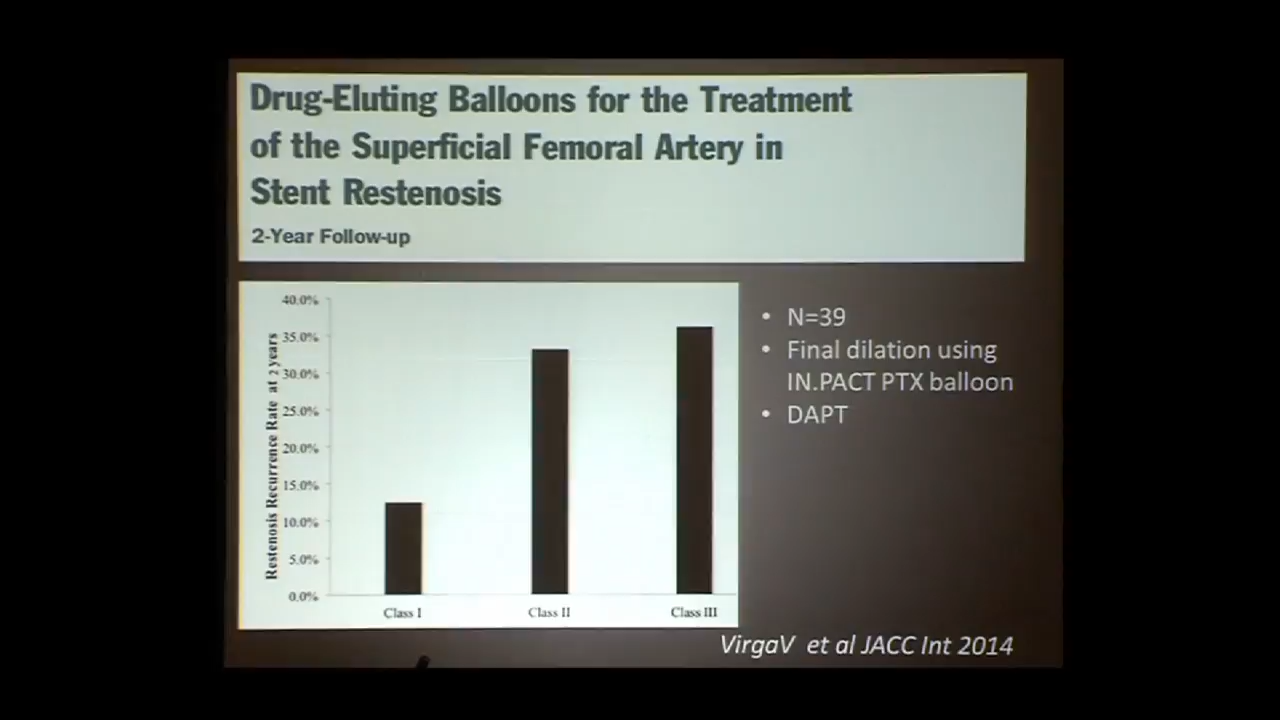 Drug-Eluting Balloons for the Treatment
of the Superficial Femoral Artery in
Stent Restenosis
2-Year Follow-up
40.0%
35.0%
30.0%
25.0%
20.0%
15.0%
10.0%
5.0%
0.0%
Restenosis Recurrence Rate at 2 years
Class I
Class II
Class III
• N=39
• Final dilation using
IN.PACT PTX balloon
• DAPT
VirgaV et al JACC Int 2014